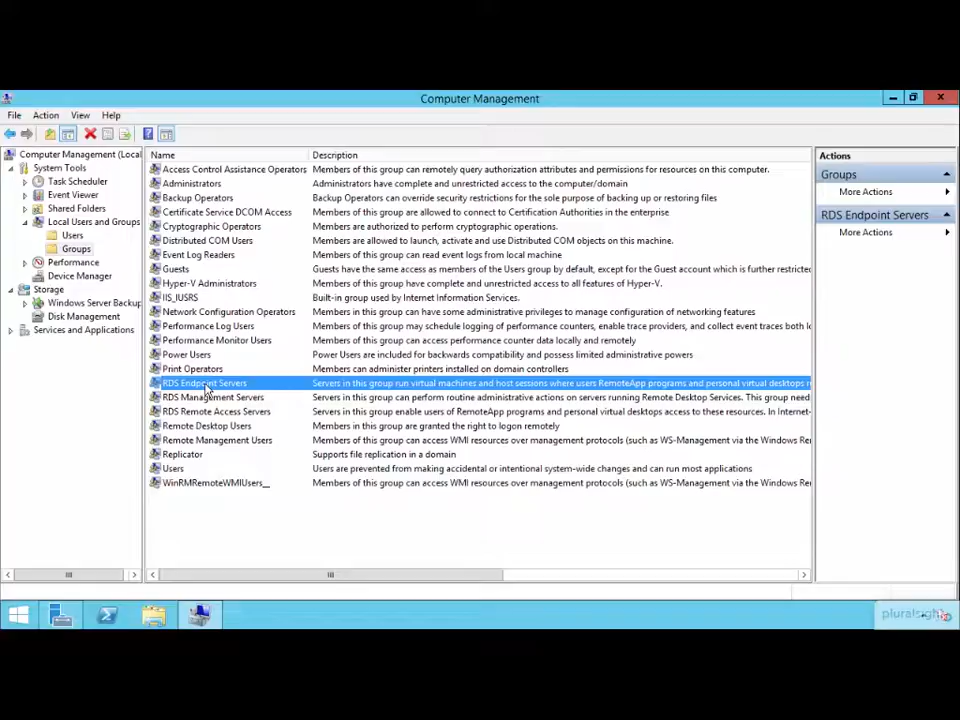 Computer Management
File Action View Help
Computer Management (Local
System Tools
Task Scheduler
Event Viewer
Shared Folders
Local Users and Groups
Users
Groups
Performance
Device Manager
Storage
Windows Server Backup
Disk Management
Services and Applications
Name Description
Access Control Assistance Operators Members of this group can remotely query authorization attributes and permissions for resources on this computer.
Administrators Administrators have complete and unrestricted access to the computer/domain
Backup Operators Backup Operators can override security restrictions for the sole purpose of backing up or restoring files
Certificate Service DCOM Access Members of this group are allowed to connect to Certification Authorities in the enterprise
Cryptographic Operators Members are authorized to perform cryptographic operations.
Distributed COM Users Members are allowed to launch, activate and use Distributed COM objects on this machine.
Event Log Readers Members of this group can read event logs from local machine
Guests Guests have the same access as members of the Users group by default, except for the Guest account which is further restricted
Hyper-V Administrators Members of this group have complete and unrestricted access to all features of Hyper-V.
IIS_IUSRS Built-in group used by Internet Information Services.
Network Configuration Operators Members in this group can have some administrative privileges to manage configuration of networking features
Performance Log Users Members of this group may schedule logging of performance counters, enable trace providers, and collect event traces both l
Performance Monitor Users Members of this group can access performance counter data locally and remotely
Power Users Power Users are included for backwards compatibility and possess limited administrative powers
Print Operators Members can administer printers installed on domain controllers
RDS Endpoint Servers Servers in this group run virtual machines and host sessions where users RemoteApp programs and personal virtual desktops r
RDS Management Servers Servers in this group can perform routine administrative actions on servers running Remote Desktop Services. This group need
RDS Remote Access Servers Servers in this group enable users of RemoteApp programs and personal virtual desktops access to these resources. In Internet-
Remote Desktop Users Members in this group are granted the right to logon remotely
Remote Management Users Members of this group can access WMI resources over management protocols (such as WS-Management via the Windows Re
Replicator Supports file replication in a domain
Users Users are prevented from making accidental or intentional system-wide changes and can run most applications
WinRMRemoteWMIUsers__ Members of this group can access WMI resources over management protocols (such as WS-Management via the Windows Re
Actions
Groups
More Actions
RDS Endpoint Servers
More Actions
pluralsight